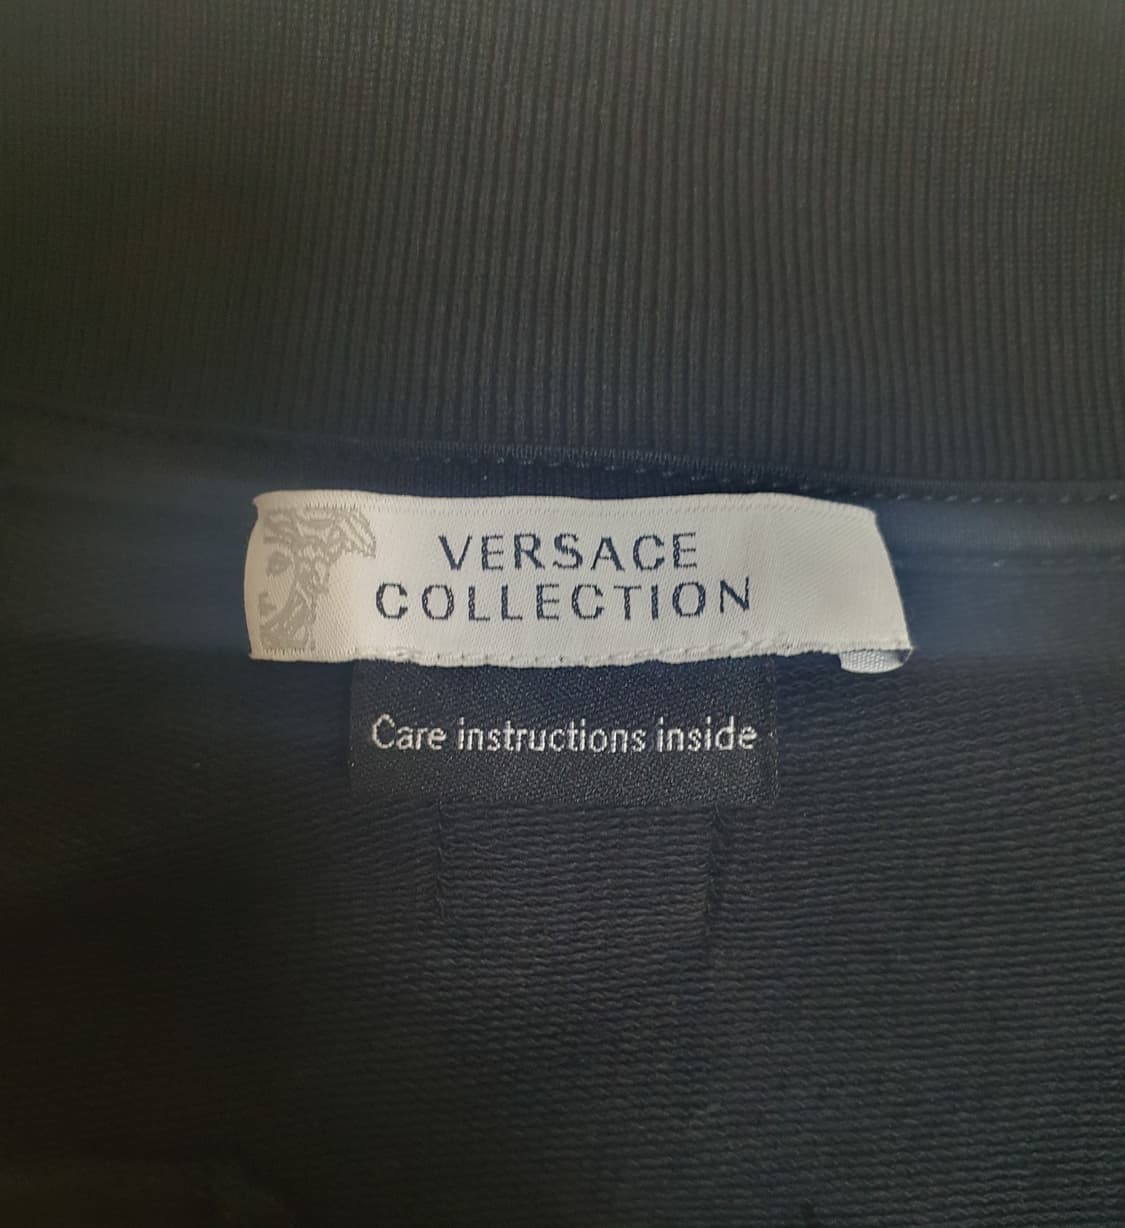 VERSACE
COLLECTION
Care instructions inside